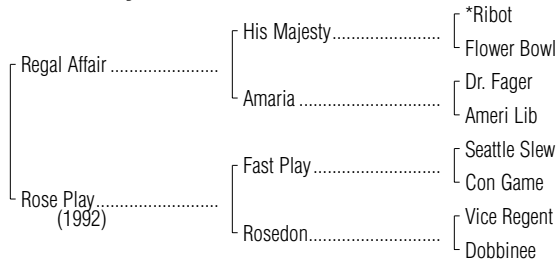 *Ribot
His Majesty
Flower Bowl
Regal Affair
Dr. Fager
Amaria
Ameri Lib
Seattle Slew
Fast Play
Con Game
Rose Play
(1992)
Vice Regent
Rosedon
Dobbinee